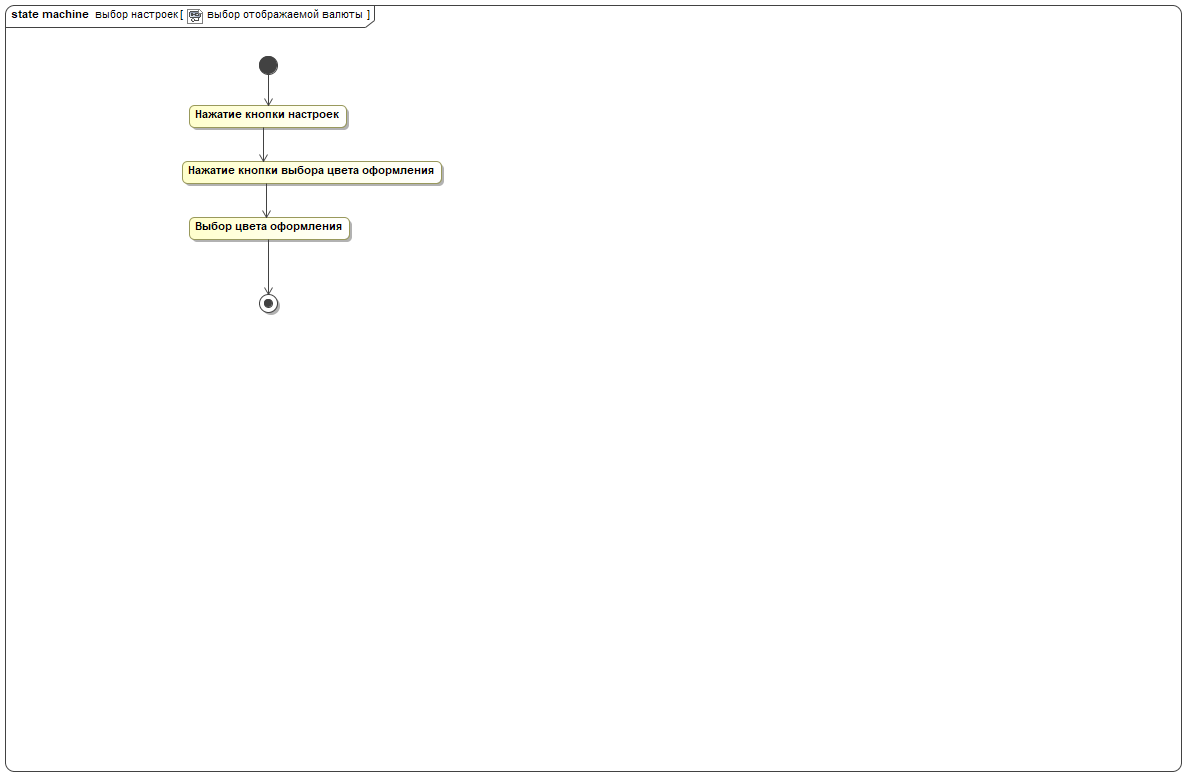 state machine выбор настроек[ выбор отображаемой валюты ]
Нажатие кнопки настроек
Нажатие кнопки выбора цвета оформления
Выбор цвета оформления